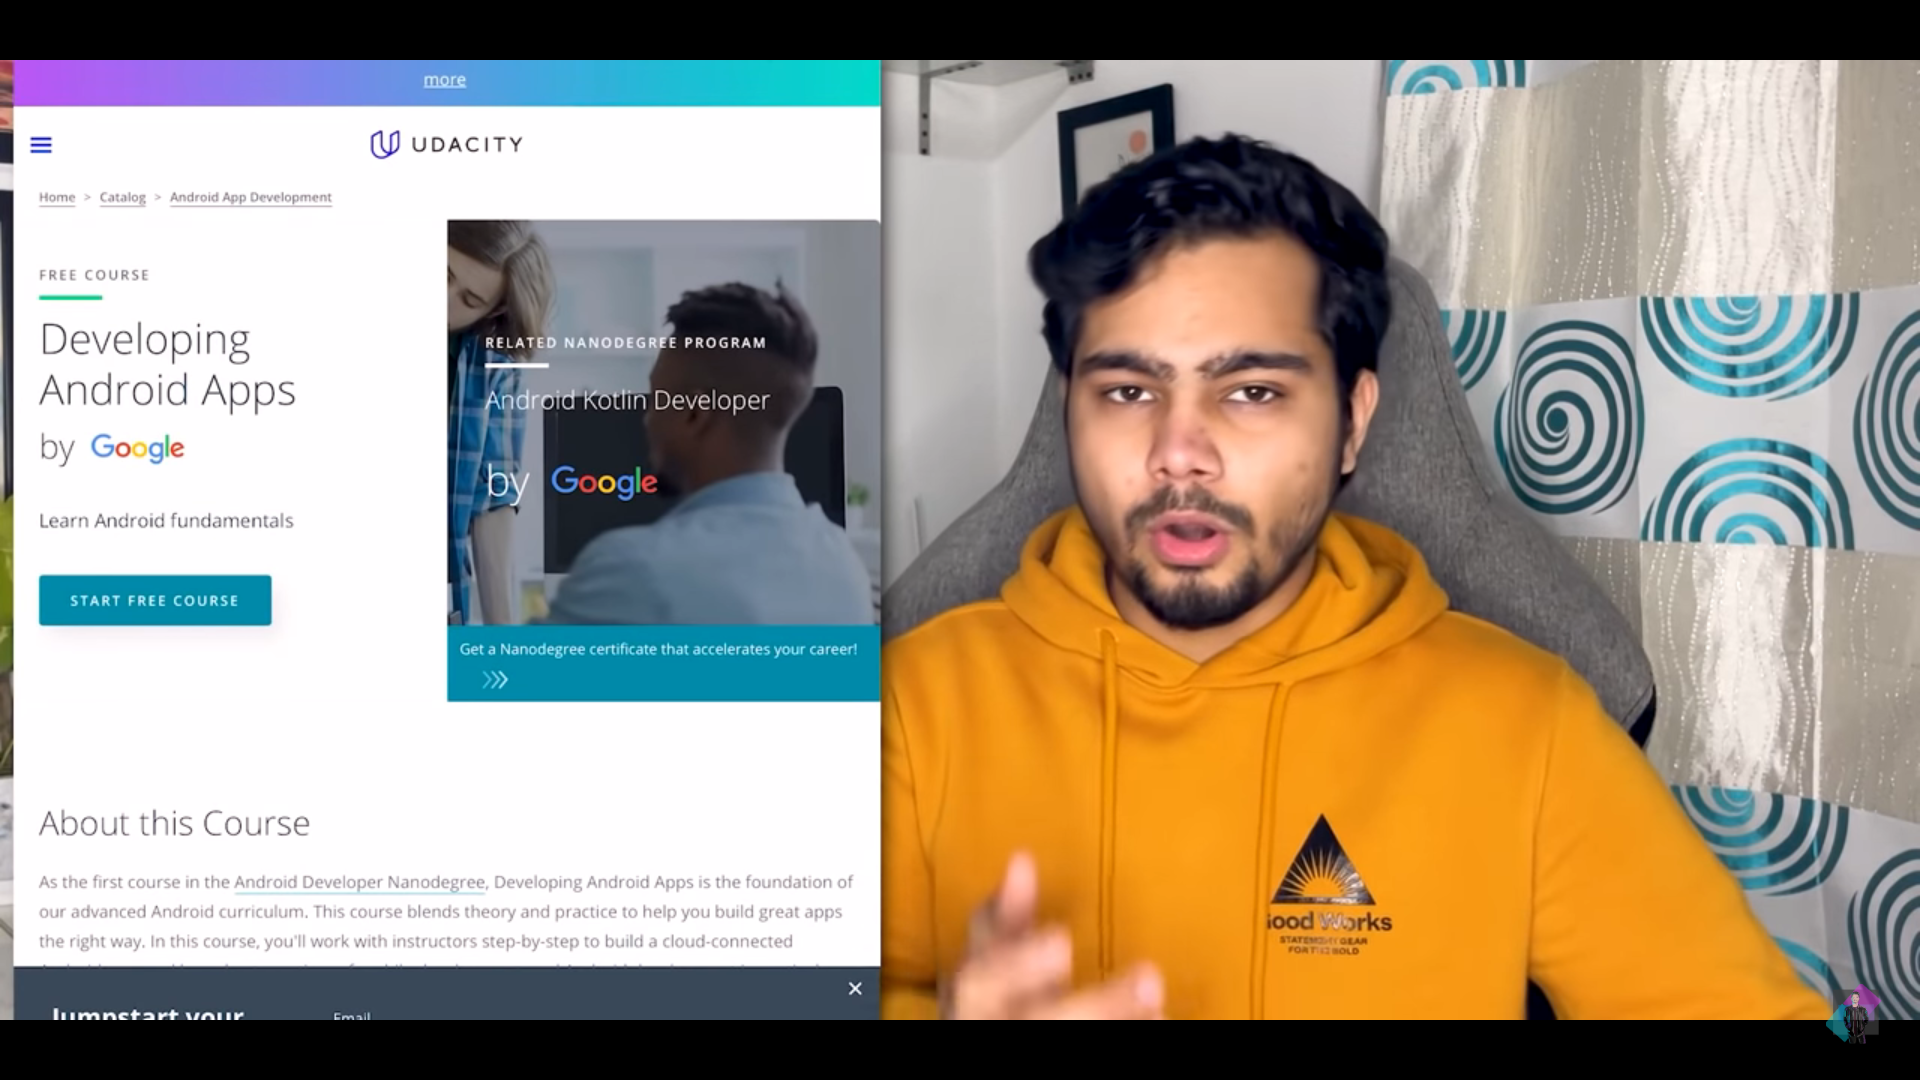 more
UDACITY
Home > Catalog > Android App Development
FREE COURSE
Developing
Android Apps
by Google
Learn Android fundamentals
START FREE COURSE
RELATED NANODEGREE PROGRAM
Android Kotlin Developer
by Google
Get a Nanodegree certificate that accelerates your career!
About this Course
As the first course in the Android Developer Nanodegree, Developing Android Apps is the foundation of
our advanced Android curriculum. This course blends theory and practice to help you build great apps
the right way. In this course, you'll work with instructors step-by-step to build a cloud-connected
Jumpstart your
Email
Good Works
STATEMENT GEAR
FOR THE BOLD